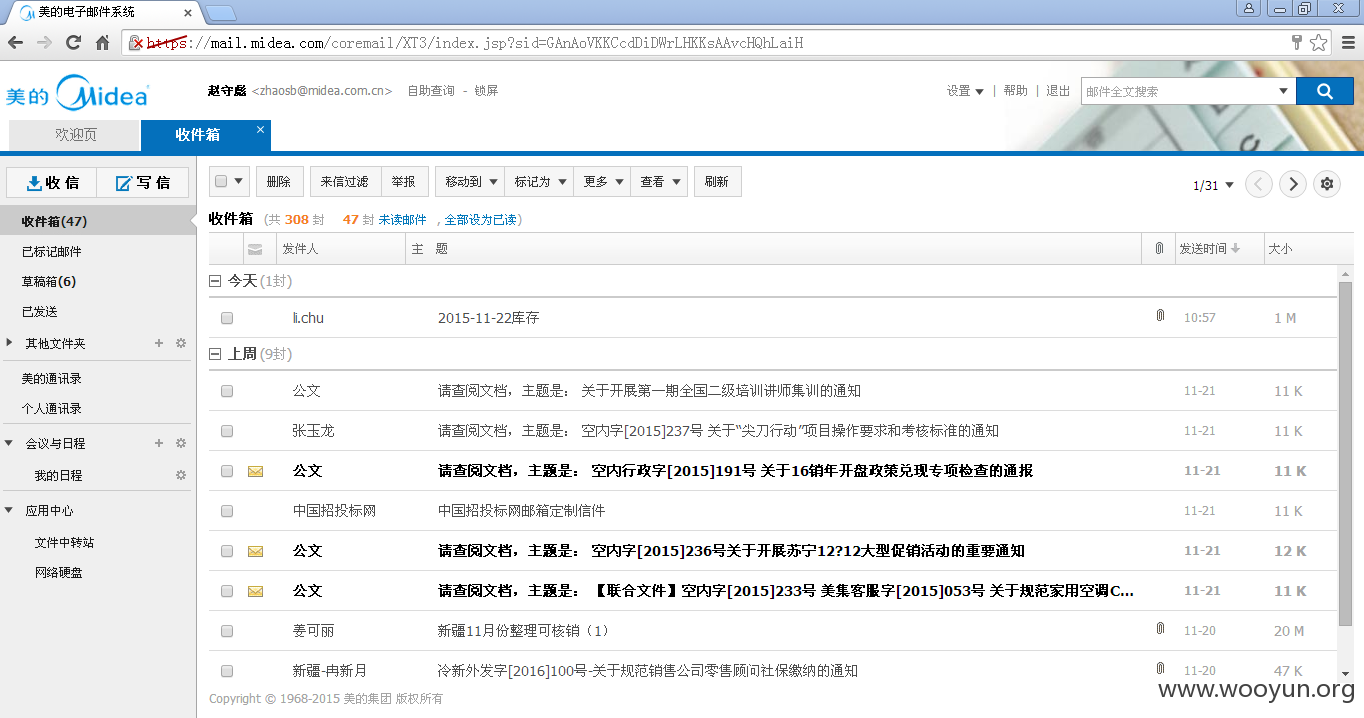 美的电子邮件系统
https://mail.midea.com/coremail/XT3/index.jsp?sid=GAnAoVKKCcdDiDWrLHKKsAAvcHQhLaiH
美的 Midea
赵守彪 <zhaosb@midea.com.cn> 自助查询 - 锁屏
设置 | 帮助 | 退出 邮件全文搜索
欢迎页 收件箱
收信 写信
删除 来信过滤 举报 移动到 标记为 更多 查看 刷新
1/31
收件箱(47)
已标记邮件
草稿箱(6)
已发送
其他文件夹
美的通讯录
个人通讯录
会议与日程
我的日程
应用中心
文件中转站
网络硬盘
收件箱 (共 308 封 47 封 未读邮件 , 全部设为已读)
发件人 主 题 发送时间 大小
今天 (1封)
li.chu 2015-11-22库存 10:57 1 M
上周 (9封)
公文 请查阅文档，主题是： 关于开展第一期全国二级培训讲师集训的通知 11-21 11 K
张玉龙 请查阅文档，主题是： 空内字[2015]237号 关于“尖刀行动”项目操作要求和考核标准的通知 11-21 11 K
公文 请查阅文档，主题是： 空内行政字[2015]191号 关于16销年开盘政策兑现专项检查的通报 11-21 11 K
中国招投标网 中国招投标网邮箱定制信件 11-21 11 K
公文 请查阅文档，主题是： 空内字[2015]236号关于开展苏宁12?12大型促销活动的重要通知 11-21 12 K
公文 请查阅文档，主题是： 【联合文件】空内字[2015]233号 美集客服字[2015]053号 关于规范家用空调C... 11-21 11 K
姜可丽 新疆11月份整理可核销（1） 11-20 20 M
新疆-冉新月 冷新外发字[2016]100号-关于规范销售公司零售顾问社保缴纳的通知 11-20 47 K
Copyright © 1968-2015 美的集团 版权所有
www.wooyun.org